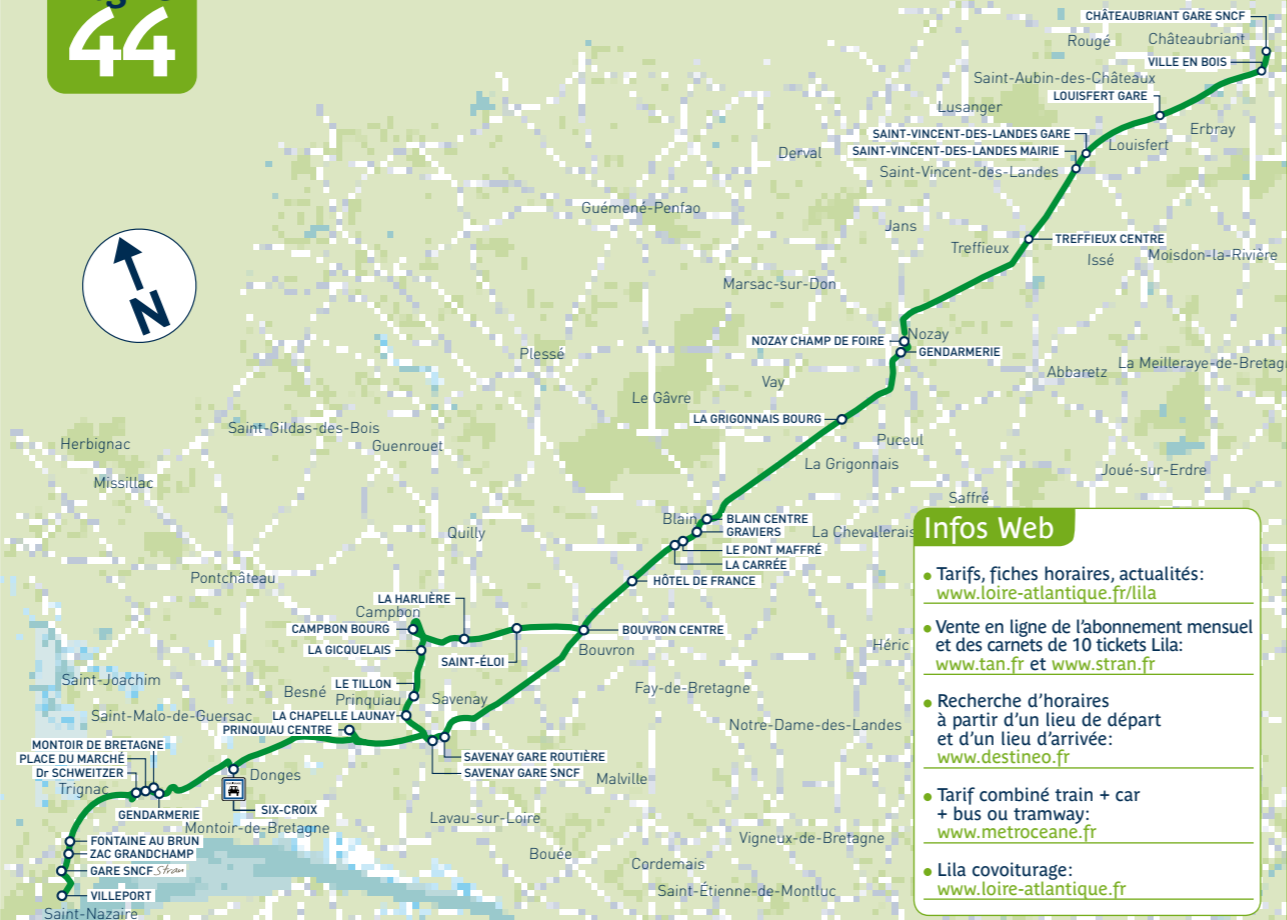 44
CHÂTEAUBRIANT GARE SNCF
Rougé
Châteaubriant
VILLE EN BOIS
Saint-Aubin-des-Châteaux
LOUISFERT GARE
Lusanger
Erbray
SAINT-VINCENT-DES-LANDES GARE
Louisfert
Derval
SAINT-VINCENT-DES-LANDES MAIRIE
Saint-Vincent-des-Landes
Guémené-Penfao
Jans
TREFFIEUX CENTRE
Treffieux
Issé
Moisdon-la-Rivière
N
Marsac-sur-Don
Nozay
NOZAY CHAMP DE FOIRE
GENDARMERIE
Plessé
La Meilleraye-de-Bretag
Abbaretz
Vay
Le Gâvre
LA GRIGONNAIS BOURG
Saint-Gildas-des-Bois
Herbignac
Guenrouet
Puceul
La Grigonnais
Joué-sur-Erdre
Missillac
Saffré
Blain
BLAIN CENTRE
GRAVIERS
La Chevallerais
Quilly
LE PONT MAFFRÉ
LA CARRÉE
Pontchâteau
HÔTEL DE FRANCE
LA HARLIÈRE
Campbon
CAMPBON BOURG
BOUVRON CENTRE
LA GICQUELAIS
Bouvron
Héric
SAINT-ÉLOI
Saint-Joachim
LE TILLON
Besné
Prinquiau
Savenay
Fay-de-Bretagne
Saint-Malo-de-Guersac
LA CHAPELLE LAUNAY
Notre-Dame-des-Landes
PRINQUIAU CENTRE
MONTOIR DE BRETAGNE
PLACE DU MARCHÉ
SAVENAY GARE ROUTIÈRE
Dr SCHWEITZER
SAVENAY GARE SNCF
Donges
Malville
Trignac
SIX-CROIX
GENDARMERIE
Lavau-sur-Loire
Montoir-de-Bretagne
FONTAINE AU BRUN
Vigneux-de-Bretagne
ZAC GRANDCHAMP
Bouée
Cordemais
GARE SNCF Stran
Saint-Étienne-de-Montluc
VILLEPORT
Saint-Nazaire
Infos Web
• Tarifs, fiches horaires, actualités:
www.loire-atlantique.fr/lila
• Vente en ligne de l'abonnement mensuel
et des carnets de 10 tickets Lila:
www.tan.fr et www.stran.fr
• Recherche d'horaires
à partir d'un lieu de départ
et d'un lieu d'arrivée:
www.destineo.fr
• Tarif combiné train + car
+ bus ou tramway:
www.metroceane.fr
• Lila covoiturage:
www.loire-atlantique.fr